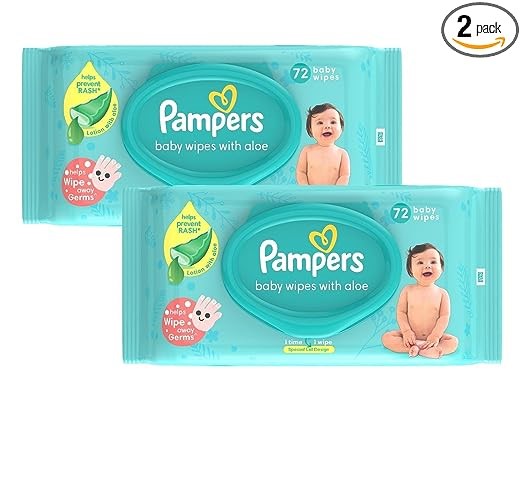 2 pack
helps
prevent
RASH*
Lotion with aloe
helps
Wipe
away
Germs^
Pampers
baby wipes with aloe
72 baby
wipes
helps
prevent
RASH*
Lotion with aloe
helps
Wipe
away
Germs^
Pampers
baby wipes with aloe
72 baby
wipes
1 time 1 wipe
Special Lid Design